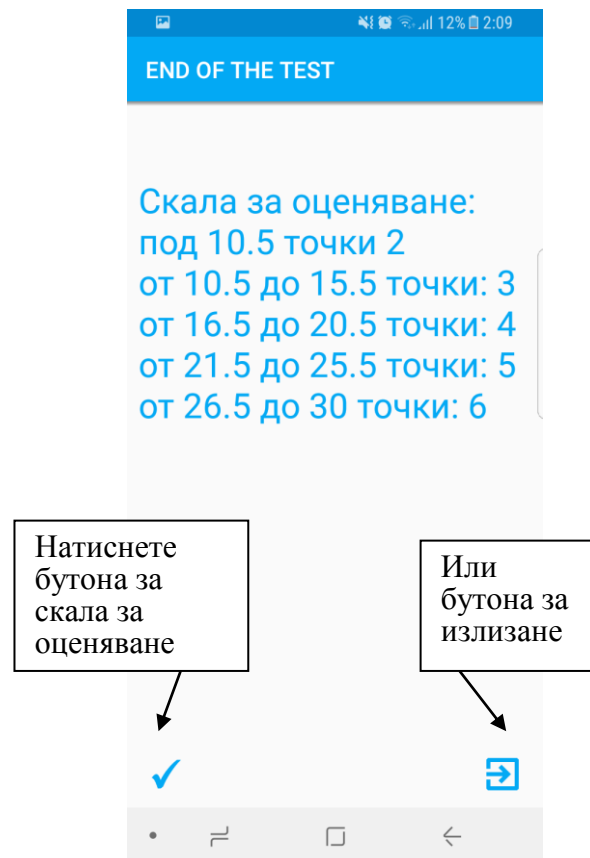 12% 2:09
END OF THE TEST
Скала за оценяване:
под 10.5 точки 2
от 10.5 до 15.5 точки: 3
от 16.5 до 20.5 точки: 4
от 21.5 до 25.5 точки: 5
от 26.5 до 30 точки: 6
Натиснете
бутона за
скала за
оценяване
Или
бутона за
излизане